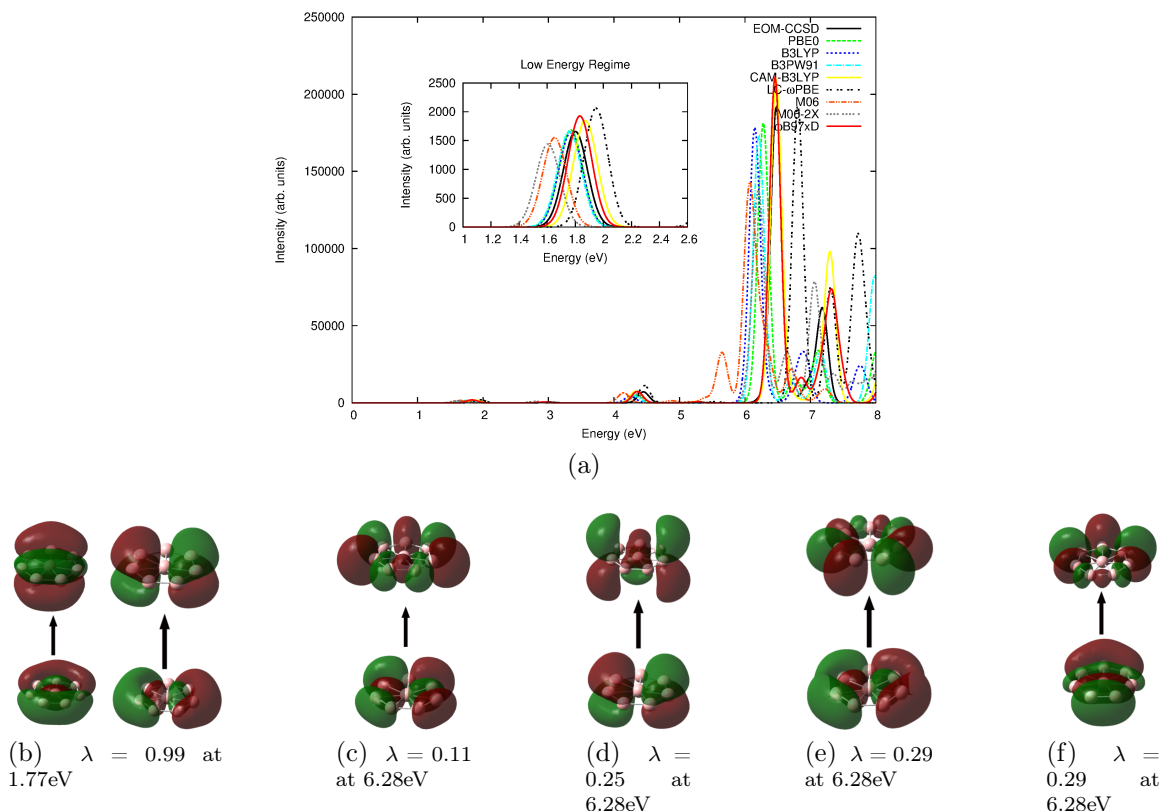 250000
200000
150000
100000
50000
0
Intensity (arb. units)
0 1 2 3 4 5 6 7 8
Energy (eV)
EOM-CCSD
PBE0
B3LYP
B3PW91
CAM-B3LYP
LC-ωPBE
M06
M06-2X
ωB97xD
Low Energy Regime
2500
2000
1500
1000
500
0
Intensity (arb. units)
1 1.2 1.4 1.6 1.8 2 2.2 2.4 2.6
Energy (eV)
(a)
(b) λ = 0.99 at
1.77eV
(c) λ = 0.11
at 6.28eV
(d) λ =
0.25 at
6.28eV
(e) λ = 0.29
at 6.28eV
(f) λ =
0.29 at
6.28eV